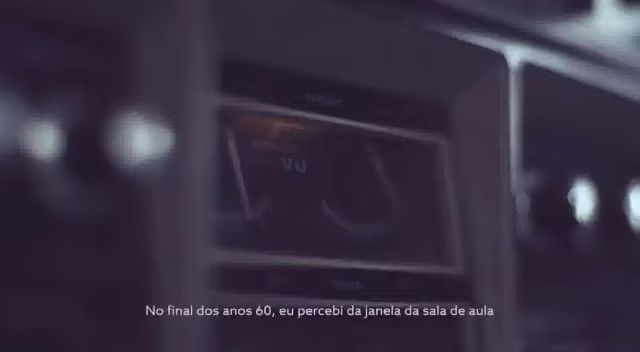 VU
No final dos anos 60, eu percebi da janela da sala de aula